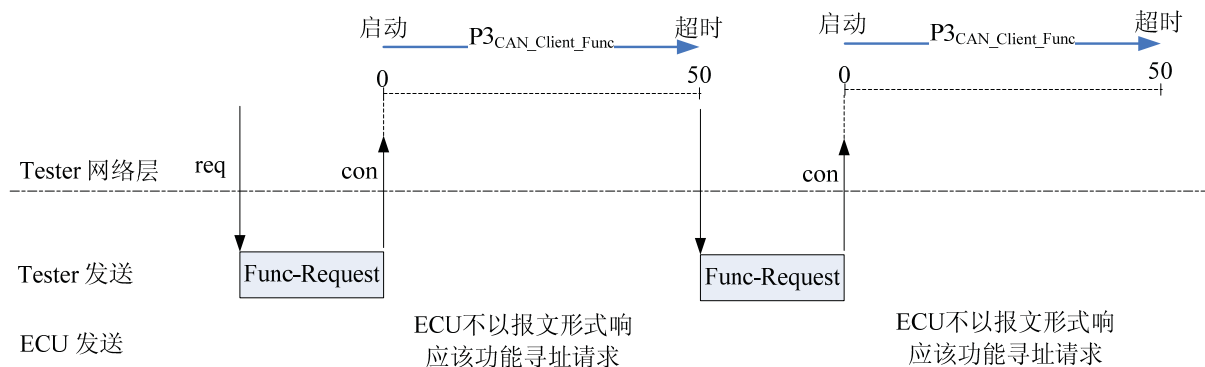 启动 P3CAN_Client_Func 超时
启动 P3CAN_Client_Func 超时
0 50
0 50
Tester 网络层 req con con
Tester 发送 Func-Request Func-Request
ECU 发送
ECU不以报文形式响
应该功能寻址请求
ECU不以报文形式响
应该功能寻址请求